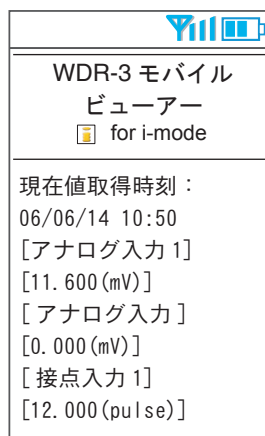 WDR-3 モバイル
ビューアー
i for i-mode
現在値取得時刻：
06/06/14 10:50
[アナログ入力 1]
[11.600(mV)]
[ アナログ入力 ]
[0.000(mV)]
[ 接点入力 1]
[12.000(pulse)]